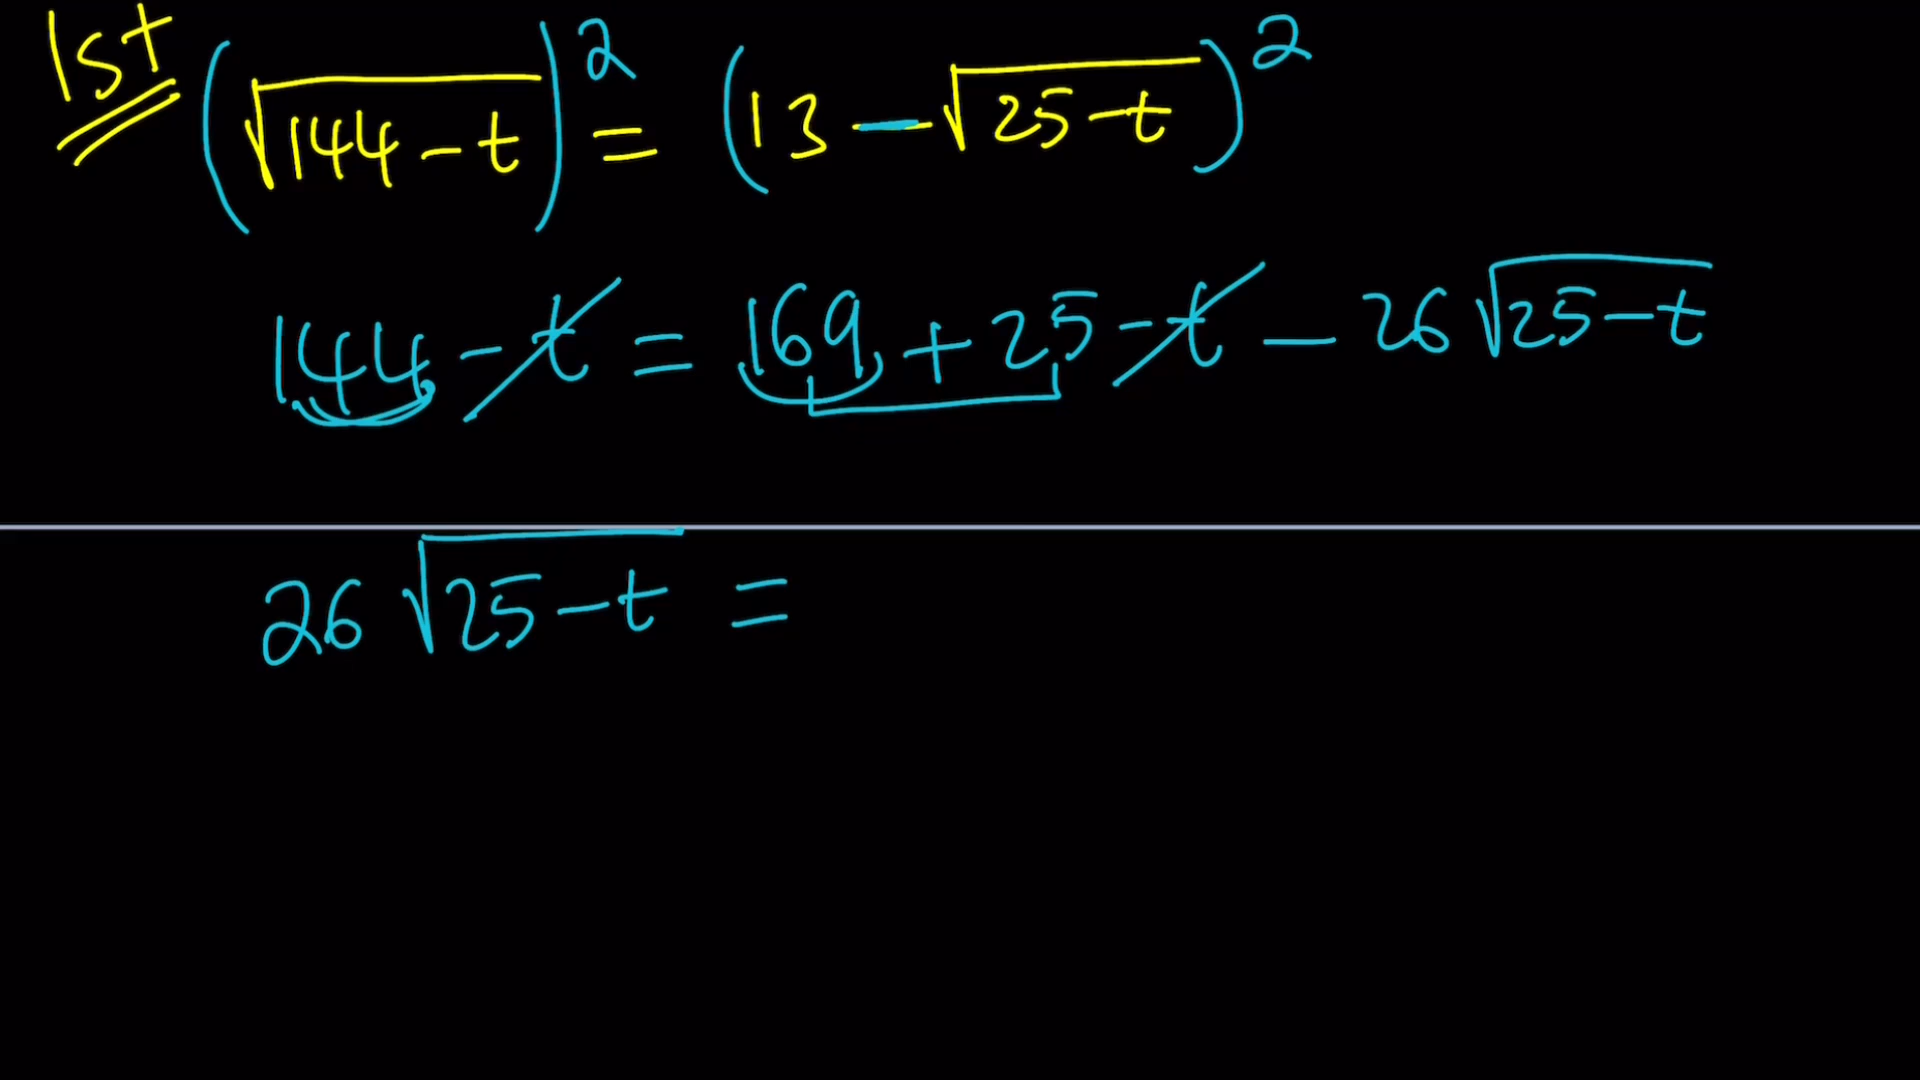 1st (√144-t)² = (13 - √25-t)²
144 - t = 169 + 25 - t - 26√25-t
26√25-t =